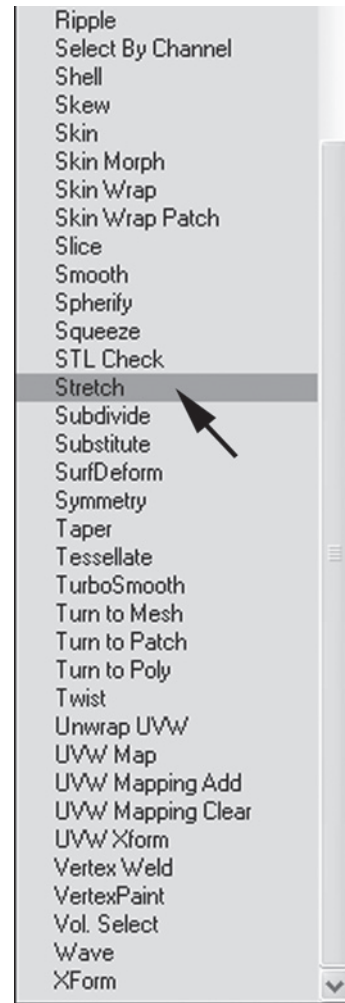 Ripple
Select By Channel
Shell
Skew
Skin
Skin Morph
Skin Wrap
Skin Wrap Patch
Slice
Smooth
Spherify
Squeeze
STL Check
Stretch
Subdivide
Substitute
SurfDeform
Symmetry
Taper
Tessellate
TurboSmooth
Turn to Mesh
Turn to Patch
Turn to Poly
Twist
Unwrap UVW
UVW Map
UVW Mapping Add
UVW Mapping Clear
UVW Xform
Vertex Weld
VertexPaint
Vol. Select
Wave
XForm